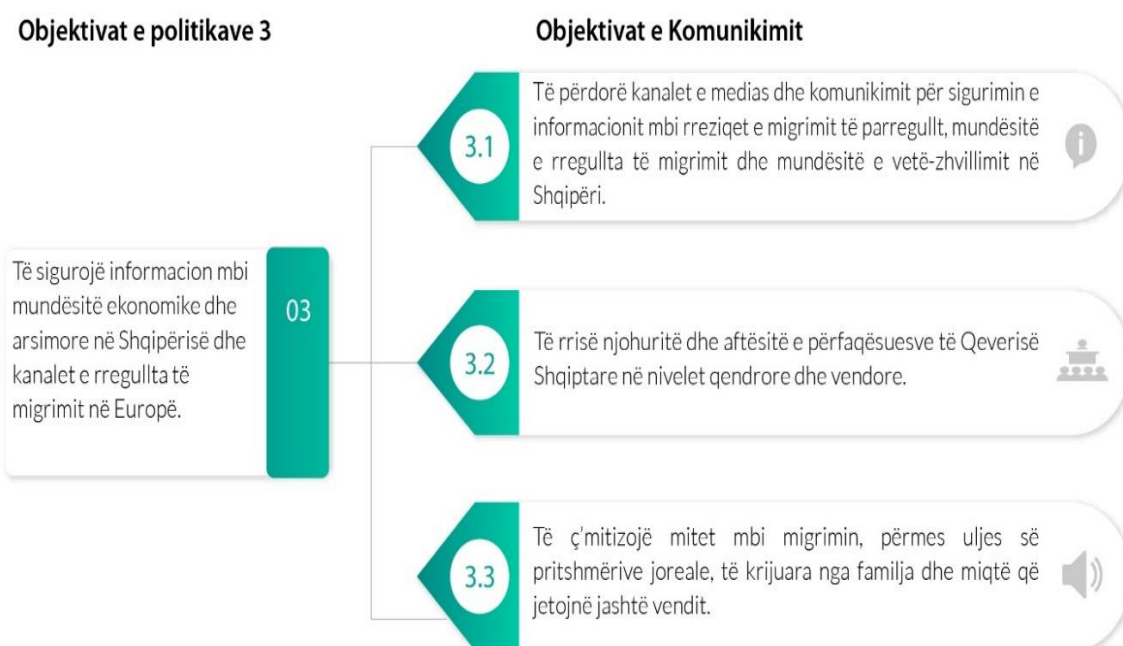 Objektivat e politikave 3
Objektivat e Komunikimit
Të sigurojë informacion mbi
mundësitë ekonomike dhe
arsimore në Shqipërisë dhe
kanalet e rregullta të
migrimit në Europë.
03
3.1
Të përdorë kanalet e medias dhe komunikimit për sigurimin e
informacionit mbi rreziqet e migrimit të parregullt, mundësitë
e rregullta të migrimit dhe mundësitë e vetë-zhvillimit në
Shqipëri.
3.2
Të rrisë njohuritë dhe aftësitë e përfaqësuesve të Qeverisë
Shqiptare në nivelet qendrore dhe vendore.
3.3
Të ç'mitizojë mitet mbi migrimin, përmes uljes së
pritshmërive joreale, të krijuara nga familja dhe miqtë që
jetojnë jashtë vendit.